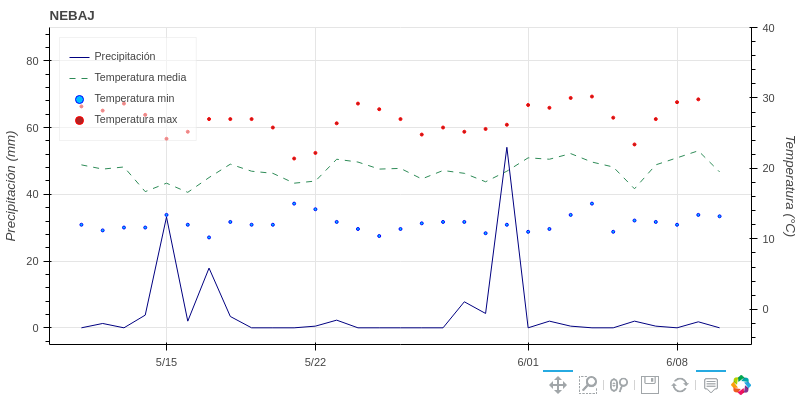 NEBAJ
Precipitación
Temperatura media
Temperatura min
Temperatura max
Precipitación (mm)
80
60
40
20
0
Temperatura (°C)
40
30
20
10
0
5/15 5/22 6/01 6/08